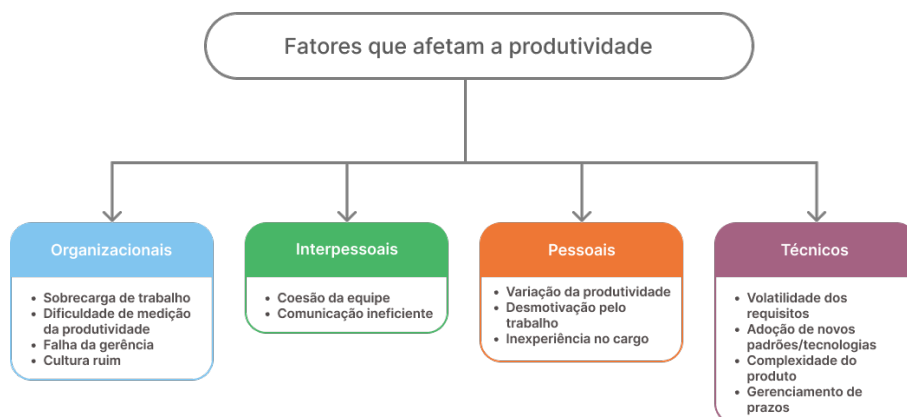 Fatores que afetam a produtividade
Organizacionais
• Sobrecarga de trabalho
• Dificuldade de medição
da produtividade
• Falha da gerência
• Cultura ruim
Interpessoais
• Coesão da equipe
• Comunicação ineficiente
Pessoais
• Variação da produtividade
• Desmotivação pelo
trabalho
• Inexperiência no cargo
Técnicos
• Volatilidade dos
requisitos
• Adoção de novos
padrões/tecnologias
• Complexidade do
produto
• Gerenciamento de
prazos